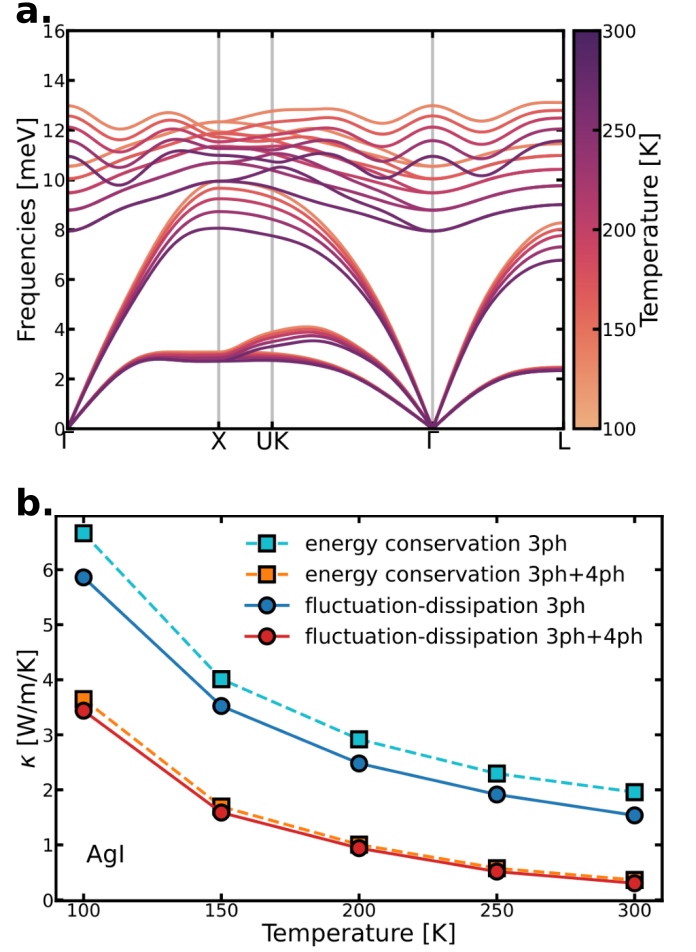 a.
16
14
12
10
8
6
4
2
0
Frequencies [meV]
Γ X UK Γ L
300
250
200
150
100
Temperature [K]
b.
energy conservation 3ph
energy conservation 3ph+4ph
fluctuation-dissipation 3ph
fluctuation-dissipation 3ph+4ph
6
5
4
3
2
1
0
κ [W/m/K]
AgI
100 150 200 250 300
Temperature [K]